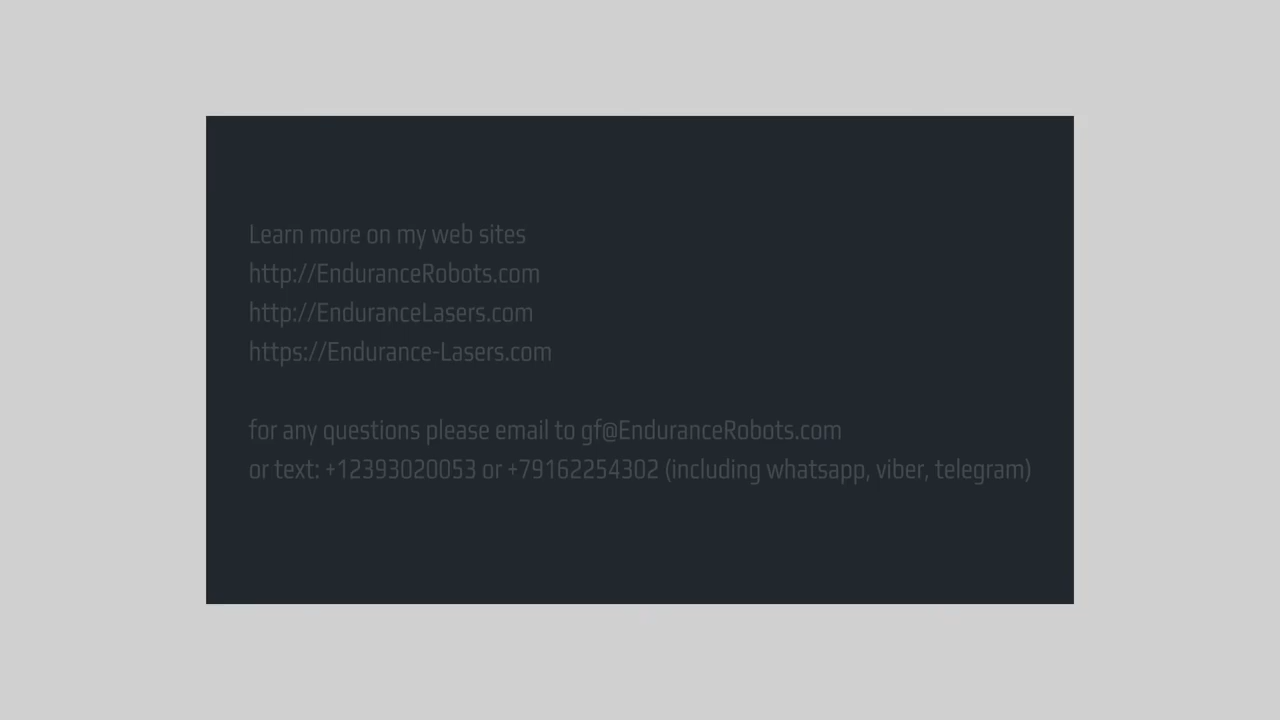 Learn more on my web sites
http://EnduranceRobots.com
http://EnduranceLasers.com
https://Endurance-Lasers.com
for any questions please email to gf@EnduranceRobots.com
or text: +12393020053 or +79162254302 (including whatsapp, viber, telegram)